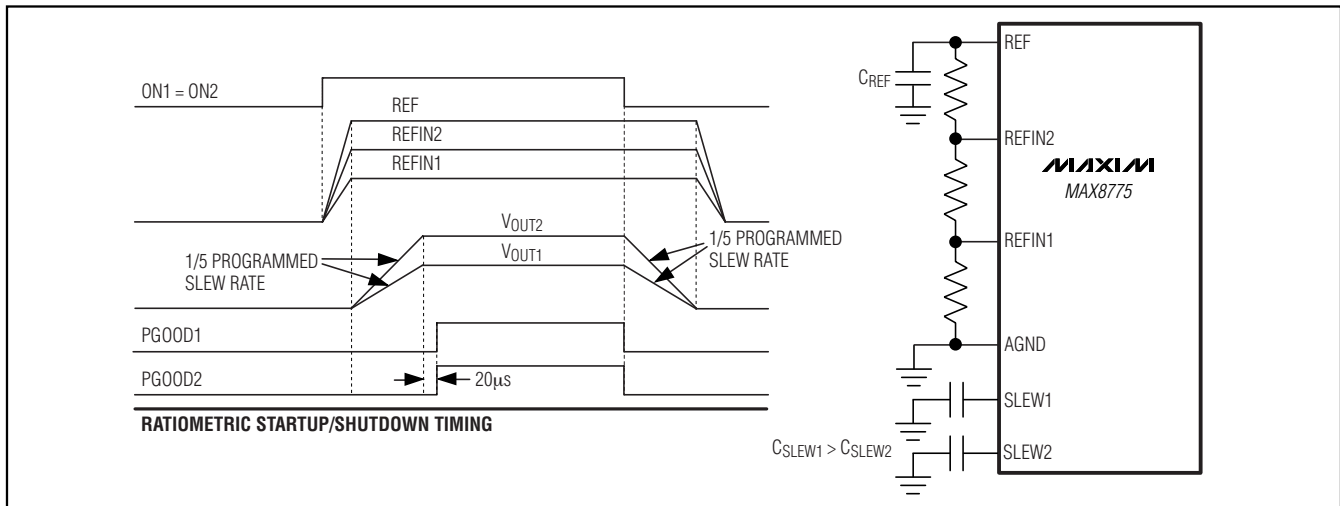 ON1 = ON2
REF
REFIN2
REFIN1
VOUT2
VOUT1
1/5 PROGRAMMED
SLEW RATE
1/5 PROGRAMMED
SLEW RATE
PGOOD1
PGOOD2
20µs
RATIOMETRIC STARTUP/SHUTDOWN TIMING
CREF
REF
REFIN2
MAXIM
MAX8775
REFIN1
AGND
SLEW1
CSLEW1 > CSLEW2
SLEW2